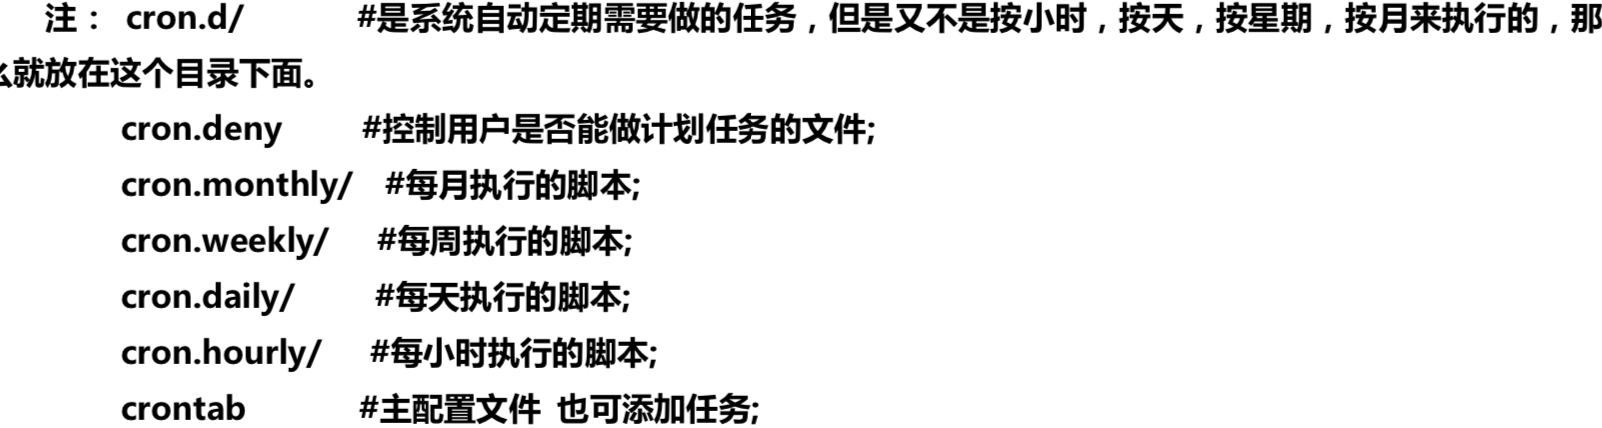 注： cron.d/ #是系统自动定期需要做的任务，但是又不是按小时，按天，按星期，按月来执行的，那
么就放在这个目录下面。
cron.deny #控制用户是否能做计划任务的文件;
cron.monthly/ #每月执行的脚本;
cron.weekly/ #每周执行的脚本;
cron.daily/ #每天执行的脚本;
cron.hourly/ #每小时执行的脚本;
crontab #主配置文件 也可添加任务;